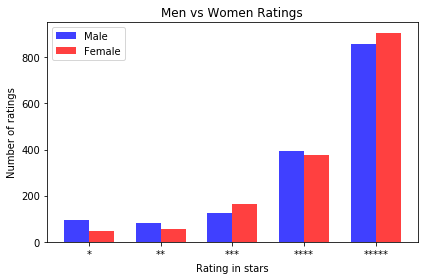 Men vs Women Ratings
Male
Female
Number of ratings
800
600
400
200
0
* ** *** **** *****
Rating in stars